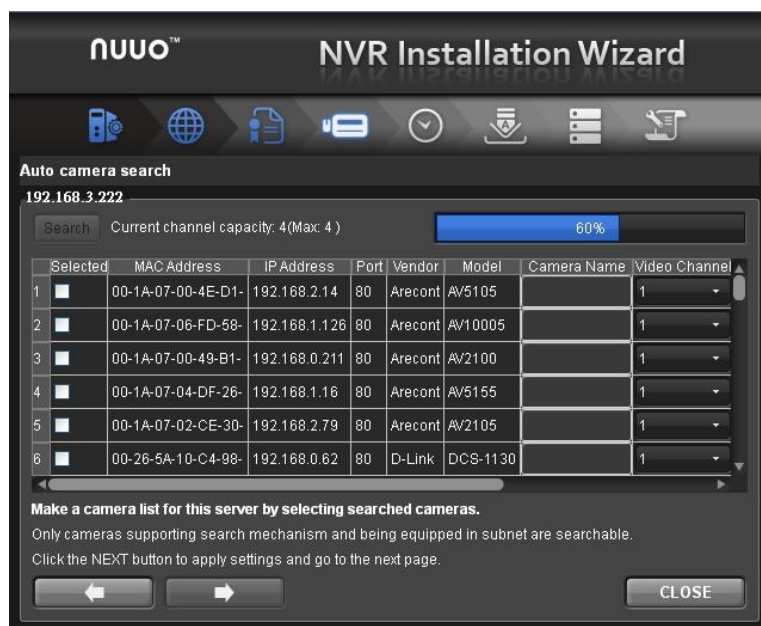 nuuo™ NVR Installation Wizard
Auto camera search
192.168.3.222
Search Current channel capacity: 4(Max: 4 ) 60%
Selected MAC Address IP Address Port Vendor Model Camera Name Video Channel
1 00-1A-07-00-4E-D1- 192.168.2.14 80 Arecont AV5105 1
2 00-1A-07-06-FD-58- 192.168.1.126 80 Arecont AV10005 1
3 00-1A-07-00-49-B1- 192.168.0.211 80 Arecont AV2100 1
4 00-1A-07-04-DF-26- 192.168.1.16 80 Arecont AV5155 1
5 00-1A-07-02-CE-30- 192.168.2.79 80 Arecont AV2105 1
6 00-26-5A-10-C4-98- 192.168.0.62 80 D-Link DCS-1130 1
Make a camera list for this server by selecting searched cameras.
Only cameras supporting search mechanism and being equipped in subnet are searchable.
Click the NEXT button to apply settings and go to the next page.
CLOSE